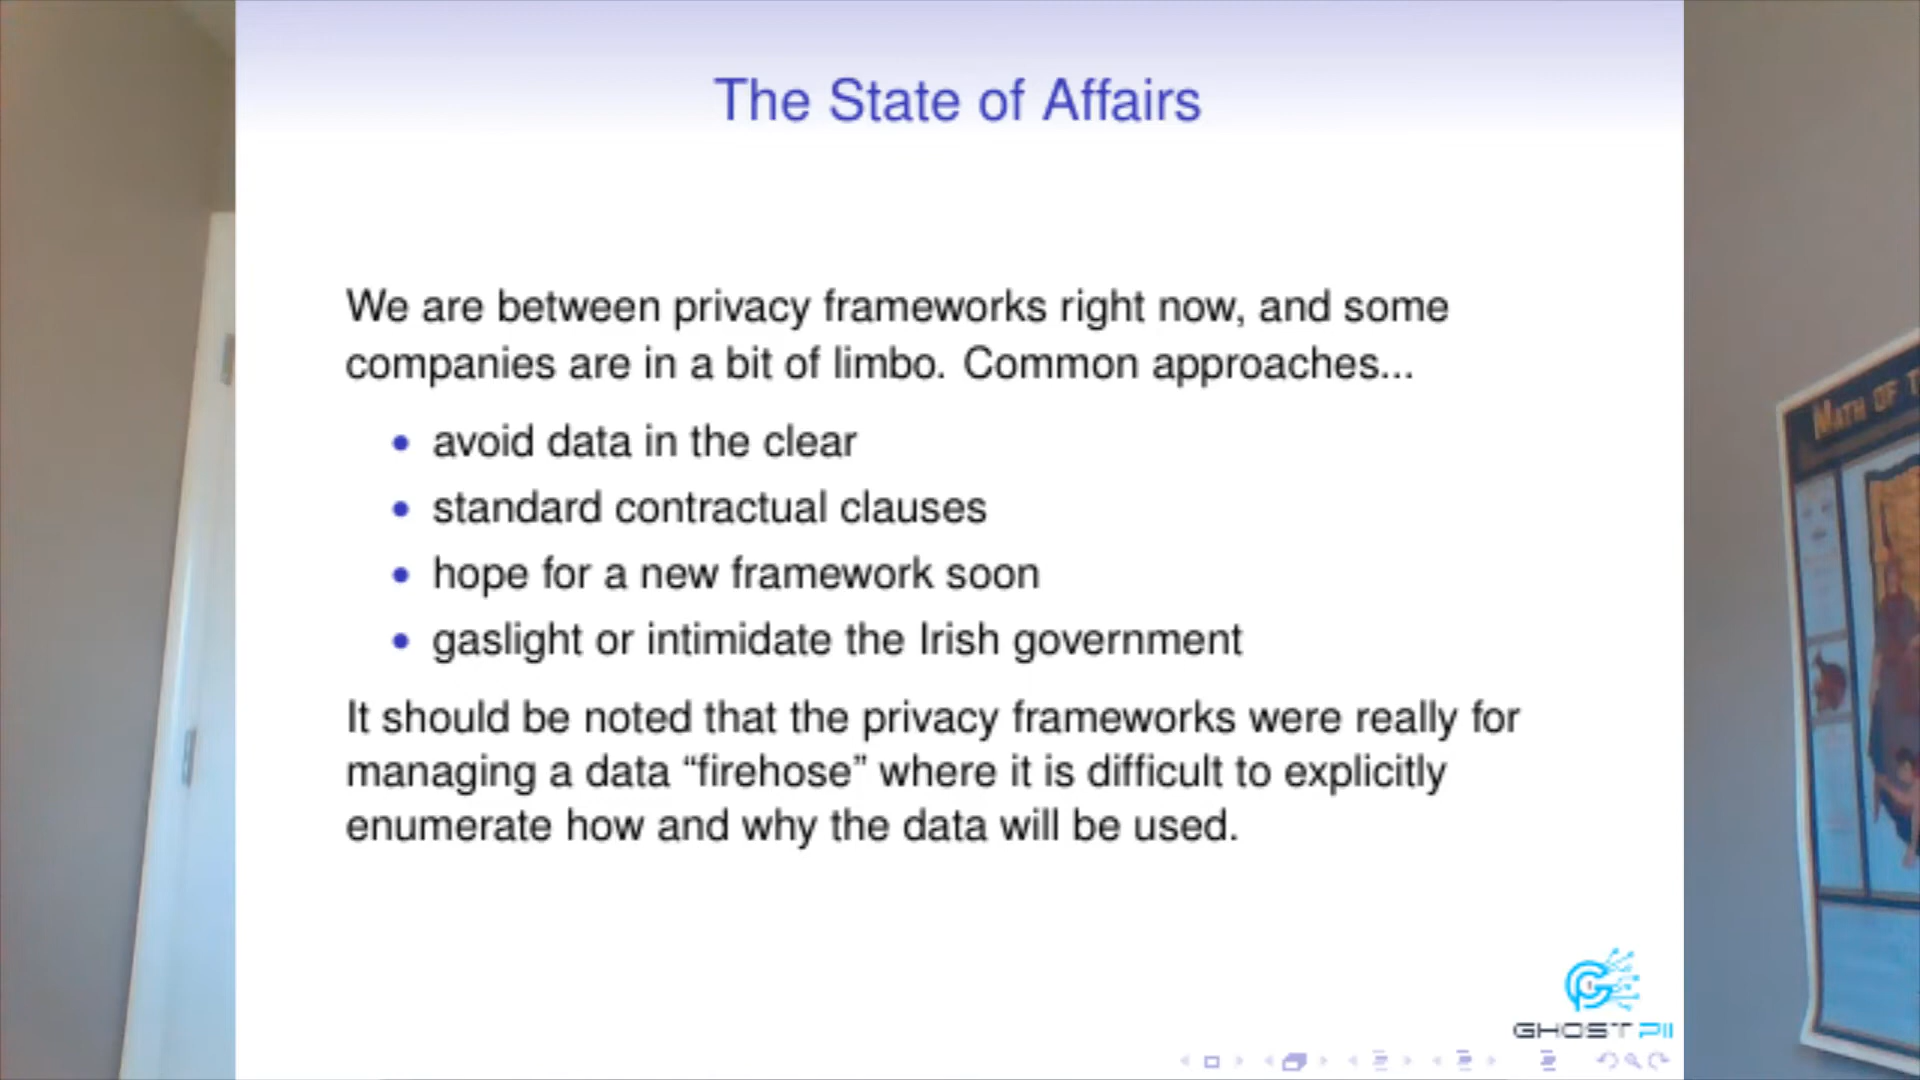 The State of Affairs
We are between privacy frameworks right now, and some
companies are in a bit of limbo. Common approaches...
• avoid data in the clear
• standard contractual clauses
• hope for a new framework soon
• gaslight or intimidate the Irish government
It should be noted that the privacy frameworks were really for
managing a data “firehose” where it is difficult to explicitly
enumerate how and why the data will be used.
MATH OF T
GHOST PII